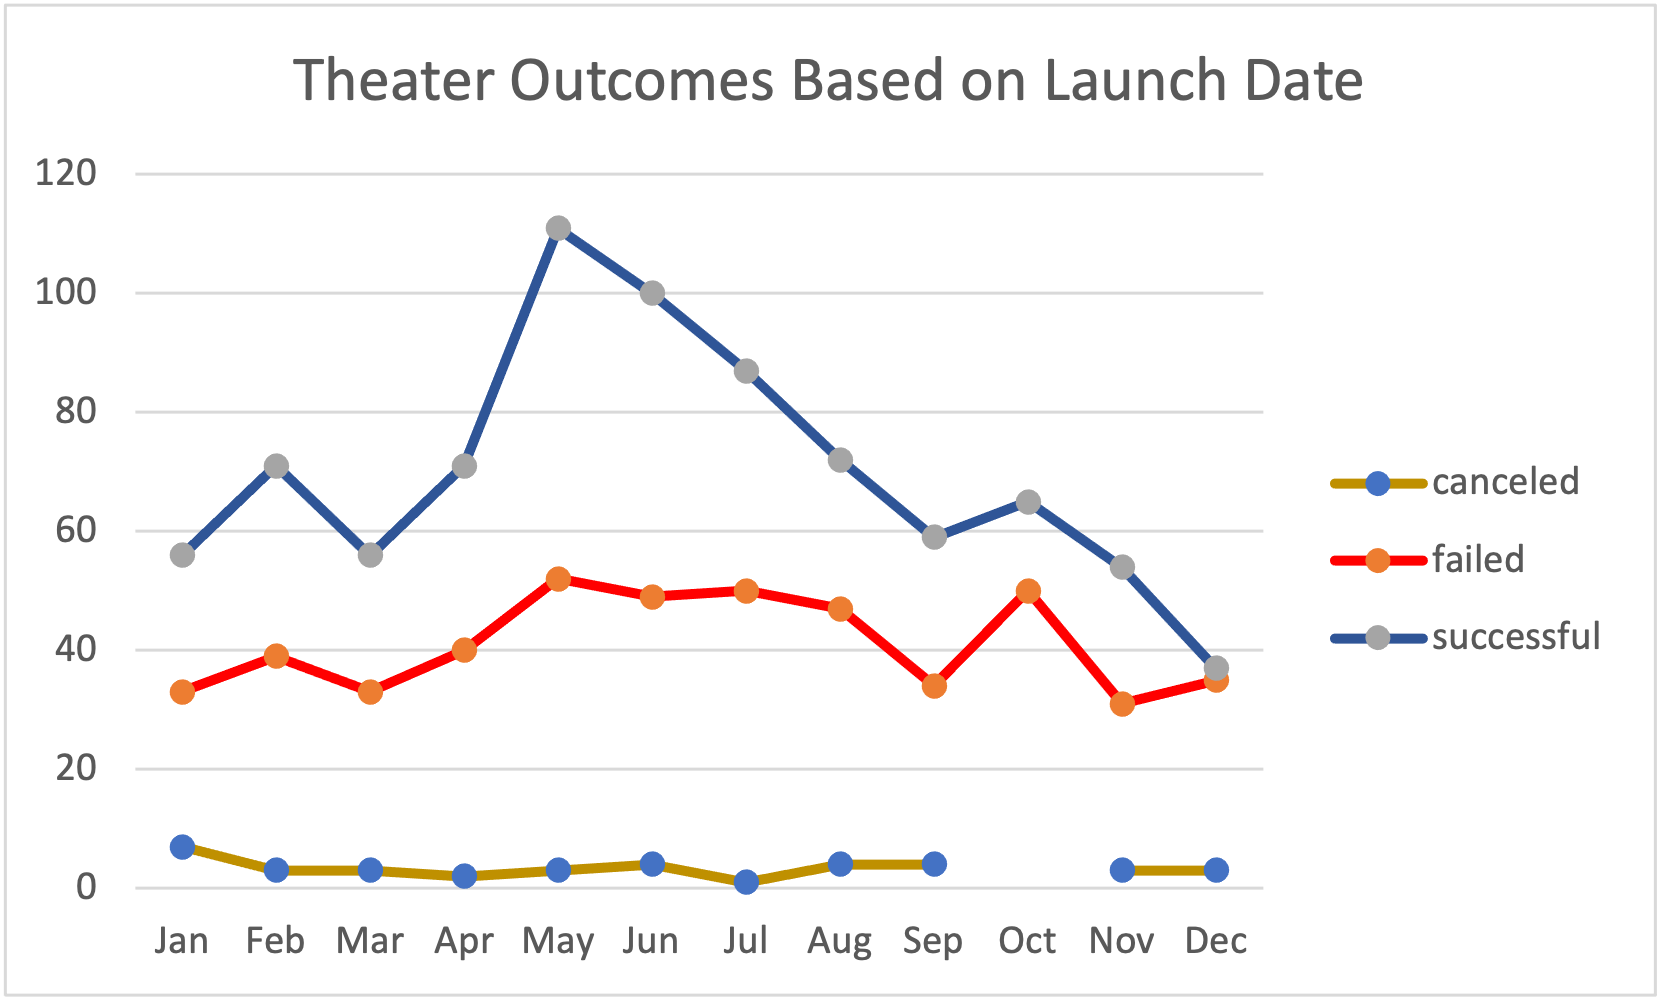 Theater Outcomes Based on Launch Date
120
100
80
60
40
20
0
Jan Feb Mar Apr May Jun Jul Aug Sep Oct Nov Dec
canceled
failed
successful